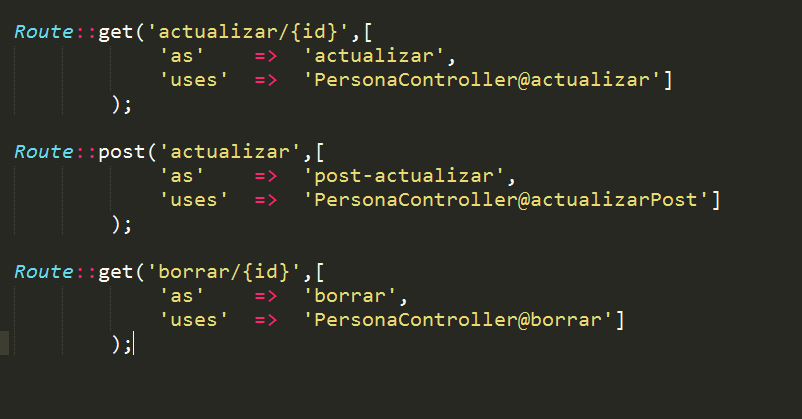 Route::get('actualizar/{id}',[
'as' => 'actualizar',
'uses' => 'PersonaController@actualizar']
);
Route::post('actualizar',[
'as' => 'post-actualizar',
'uses' => 'PersonaController@actualizarPost']
);
Route::get('borrar/{id}',[
'as' => 'borrar',
'uses' => 'PersonaController@borrar']
);